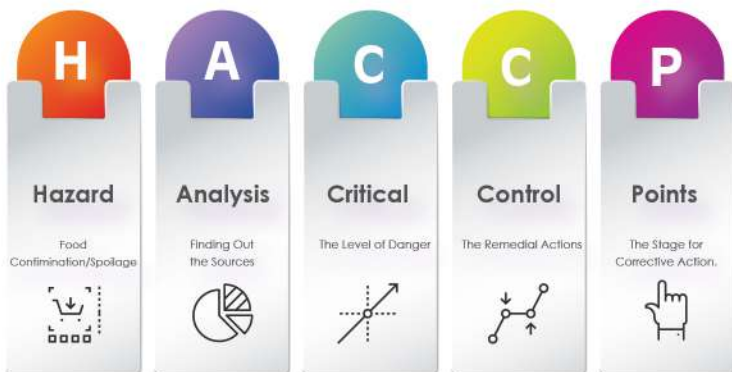 H
A
C
C
P
Hazard
Analysis
Critical
Control
Points
Food
Contimination/Spoilage
Finding Out
the Sources
The Level of Danger
The Remedial Actions
The Stage for
Corrective Action.